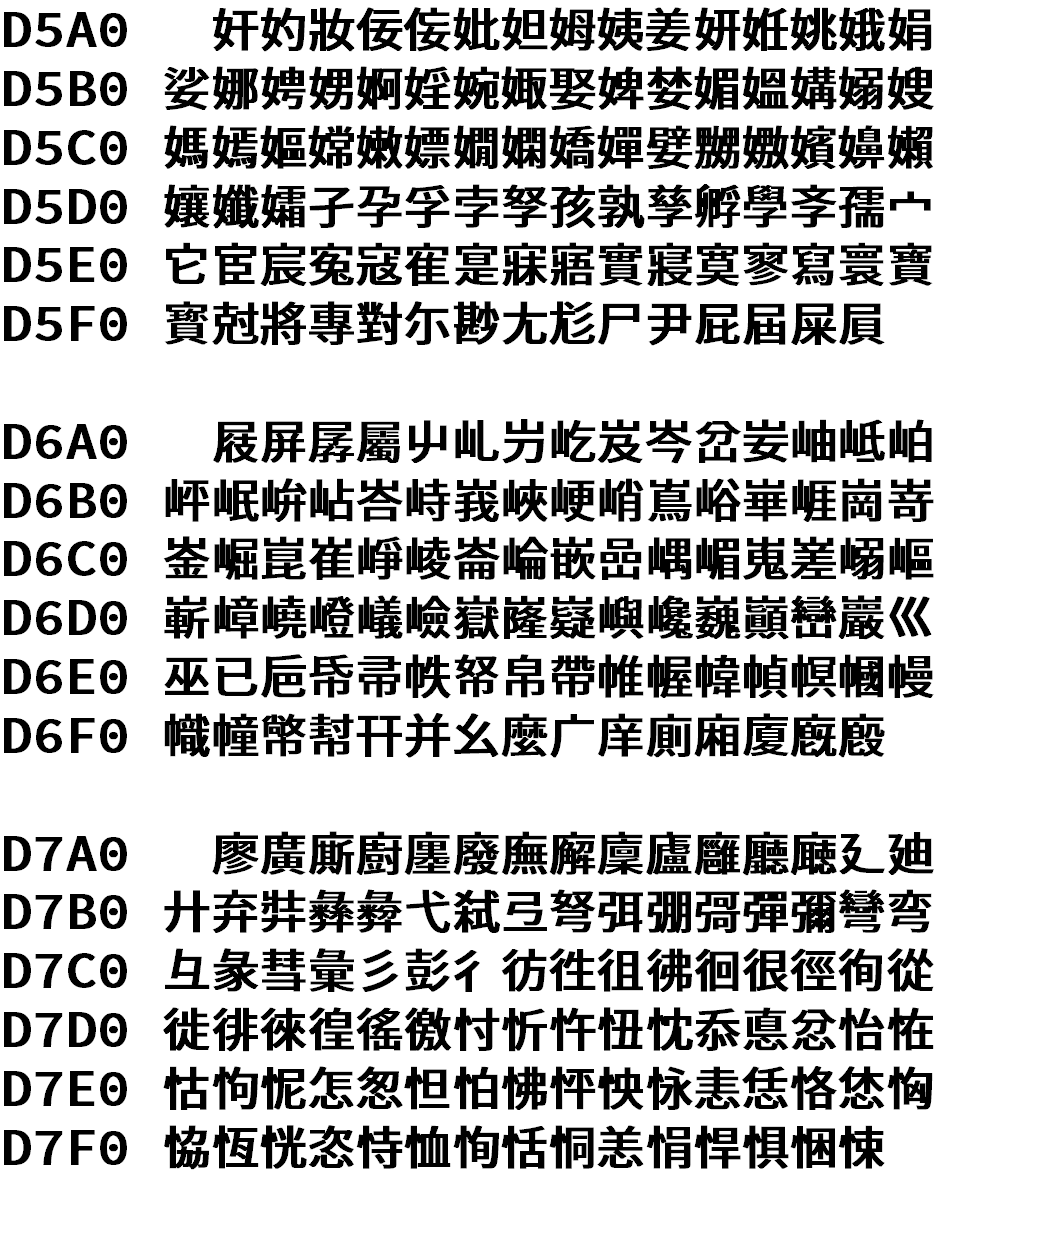 D5A0 奸妁妝佞侫妣妲姆姨姜妍姙姚娥娟
D5B0 娑娜娉娚婀婬婉娵娶婢婪媚媼媾嫋嫂
D5C0 媽嫣嫗嫦嫩嫖嫺嫻嬌嬋嬖嬲嫐嬪嬶嬾
D5D0 孃孅孀孑孕孚孛孥孩孰孳孵學斈孺宀
D5E0 它宦宸寃寇寉寔寐寤實寢寞寥寫寰寶
D5F0 寳尅將專對尓尠尢尨尸尹屁屆屎屓
D6A0 屐屏孱屬屮乢屶屹岌岑岔妛岫岻岶
D6B0 岼岷峅岾峇峙峩峽峺峭嶌峪崋崕崗嵜
D6C0 崟崛崑崔崢崚崙崘嵌嵒嵎嵋嵬嵳嵶嶇
D6D0 嶄嶂嶢嶝嶬嶮嶽嶐嶷嶼巉巍巓巒巖巛
D6E0 巫已巵帋帚帙帑帛帶帷幄幃幀幎幗幔
D6F0 幟幢幤幇幵并幺麼广庠廁廂廈廐廏
D7A0 廖廣廝廚廛廢廡廨廩廬廱廳廰廴廸
D7B0 廾弃弉彝彜弋弑弖弩弭弸彁彈彌彎弯
D7C0 彑彖彗彙彡彭彳彷徃徂彿徊很徑徇從
D7D0 徙徘徠徨徭徼忖忻忤忸忱忝悳忿怡恠
D7E0 怙怐怩怎怱怛怕怫怦怏怺恚恁恪恷恟
D7F0 恊恆恍恣恃恤恂恬恫恙悁悍惧悃悚